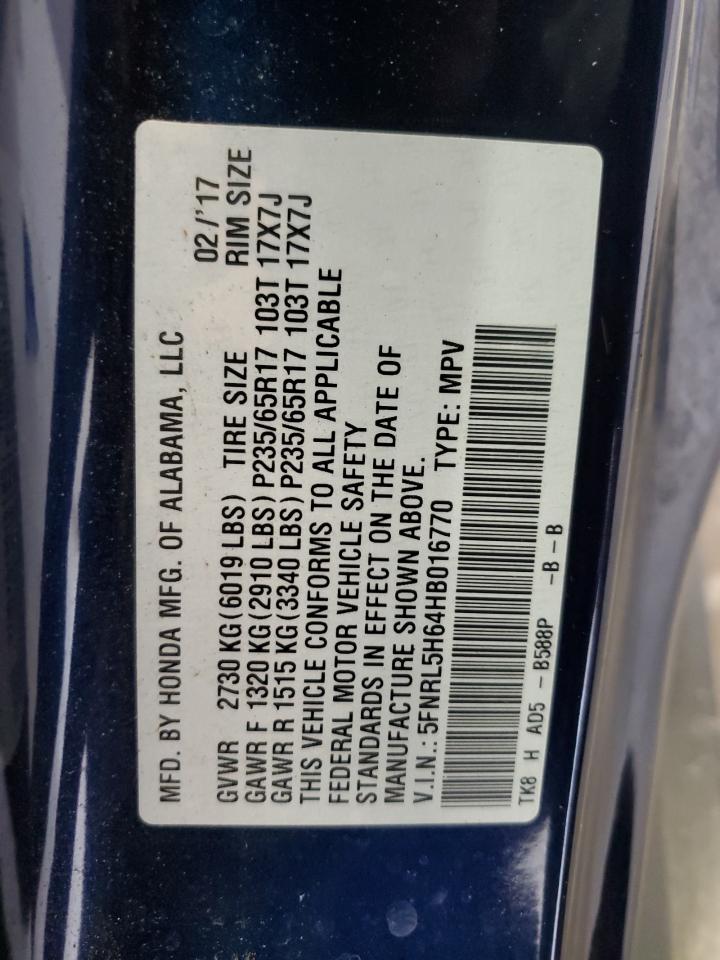 MFD. BY HONDA MFG. OF ALABAMA, LLC 02/'17
GVWR 2730 KG(6019 LBS) TIRE SIZE RIM SIZE
GAWR F 1320 KG(2910 LBS) P235/65R17 103T 17X7J
GAWR R 1515 KG(3340 LBS) P235/65R17 103T 17X7J
THIS VEHICLE CONFORMS TO ALL APPLICABLE
FEDERAL MOTOR VEHICLE SAFETY
STANDARDS IN EFFECT ON THE DATE OF
MANUFACTURE SHOWN ABOVE.
V.I.N.: 5FNRL5H64HB016770 TYPE: MPV
TK8 H AD5 -B588P -B-B